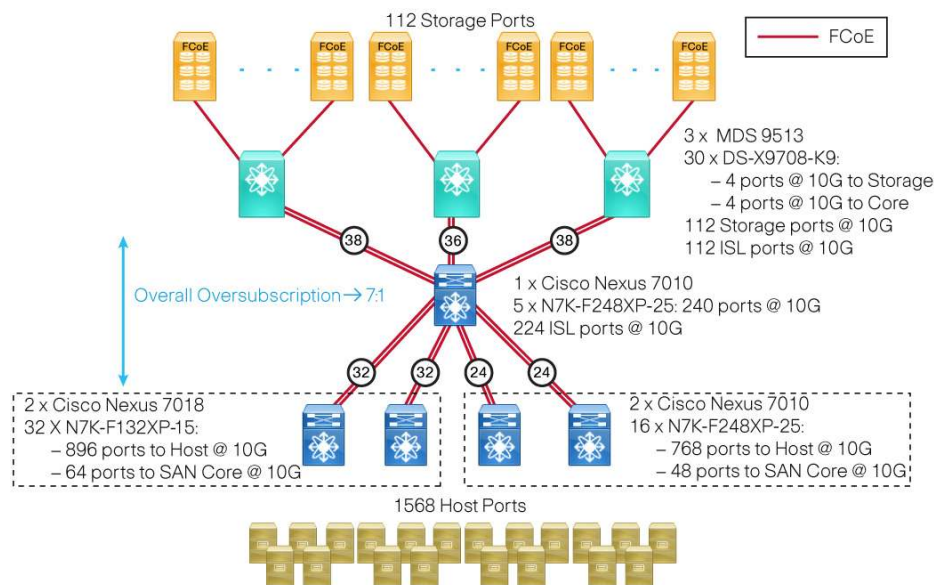 112 Storage Ports
FCoE
FCoE
FCoE
FCoE
FCoE
FCoE
FCoE
3 x MDS 9513
30 x DS-X9708-K9:
– 4 ports @ 10G to Storage
– 4 ports @ 10G to Core
112 Storage ports @ 10G
112 ISL ports @ 10G
38
36
38
Overall Oversubscription → 7:1
1 x Cisco Nexus 7010
5 x N7K-F248XP-25: 240 ports @ 10G
224 ISL ports @ 10G
32
32
24
24
2 x Cisco Nexus 7018
32 X N7K-F132XP-15:
– 896 ports to Host @ 10G
– 64 ports to SAN Core @ 10G
2 x Cisco Nexus 7010
16 x N7K-F248XP-25:
– 768 ports to Host @ 10G
– 48 ports to SAN Core @ 10G
1568 Host Ports